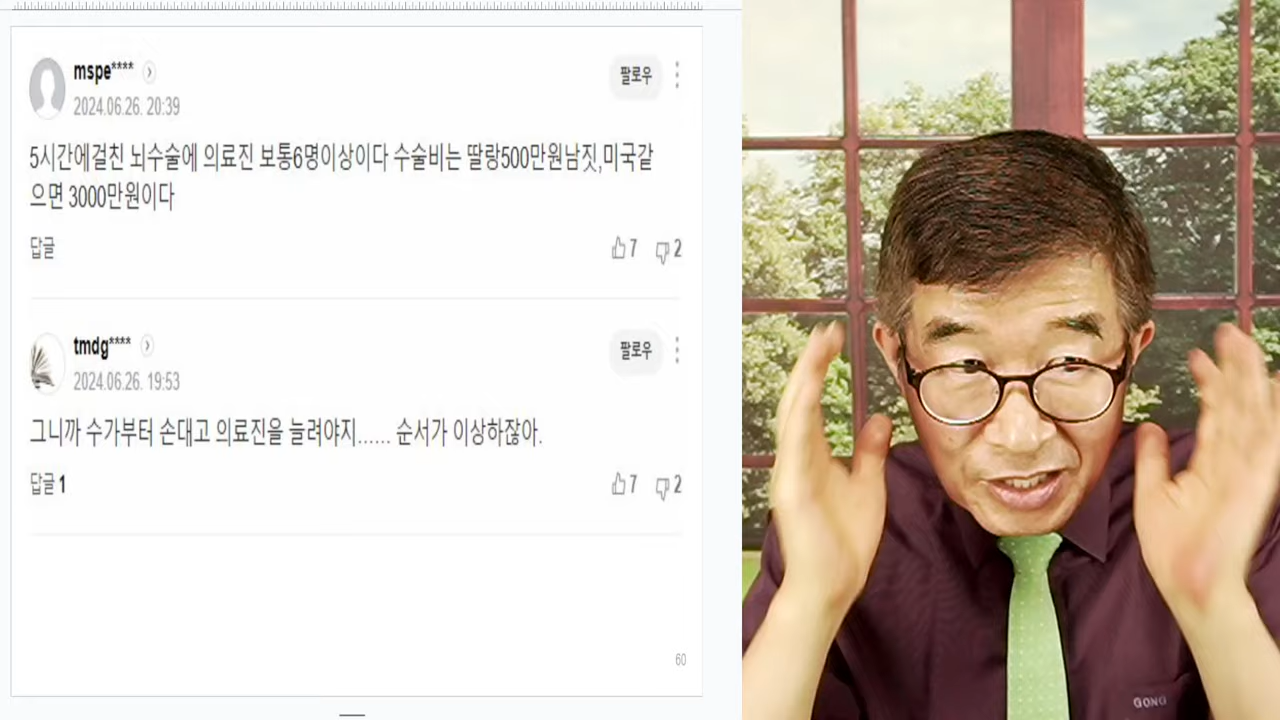 mspe****
팔로우
2024.06.26. 20:39
5시간에걸친 뇌수술에 의료진 보통6명이상이다 수술비는 딸랑500만원남짓,미국같
으면 3000만원이다
답글
7
2
tmdg****
팔로우
2024.06.26. 19:53
그니까 수가부터 손대고 의료진을 늘려야지...... 순서가 이상하잖아.
답글 1
7
2
60
GONG